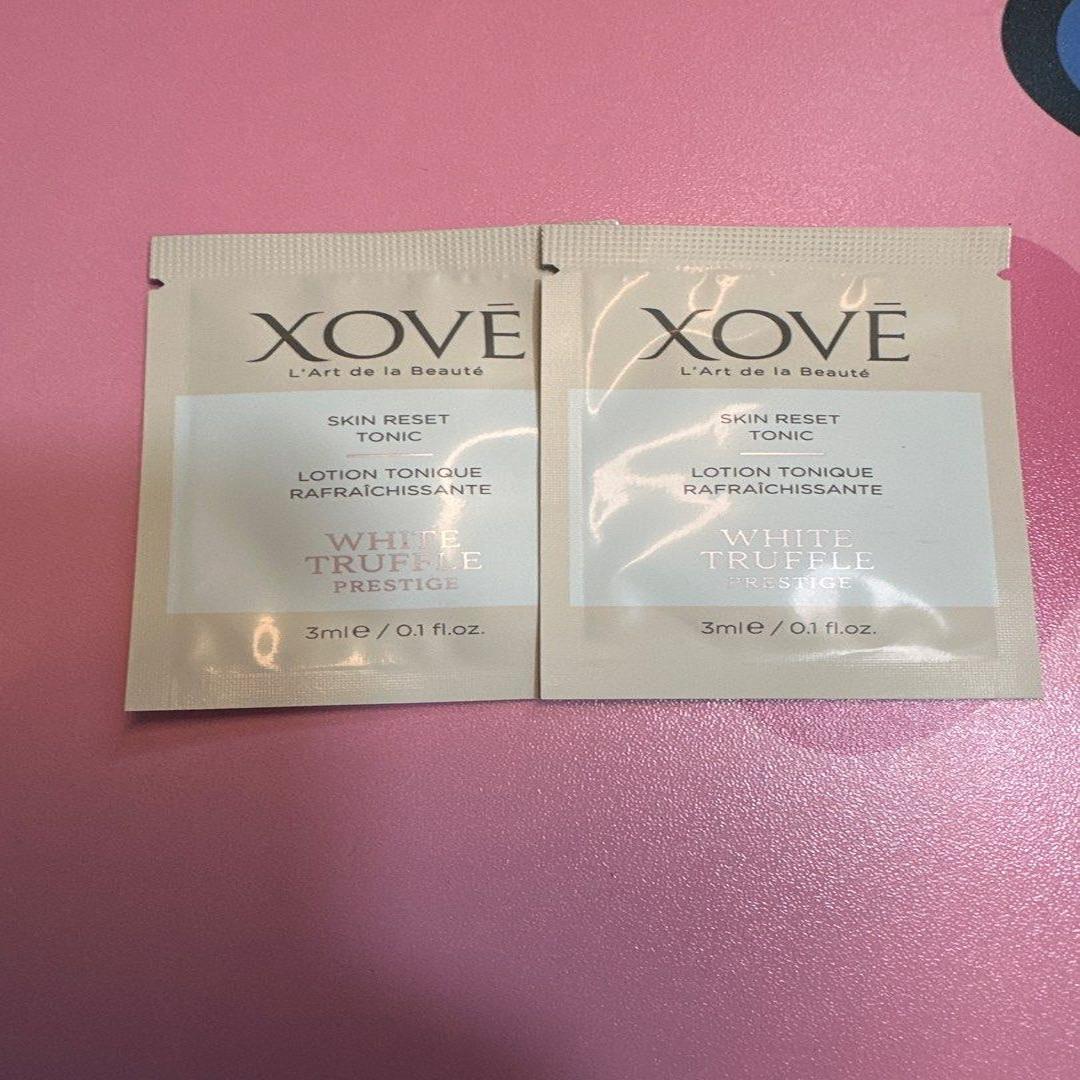 XOVĒ
L'Art de la Beauté
SKIN RESET
TONIC
LOTION TONIQUE
RAFRAÎCHISSANTE
WHITE
TRUFFLE
PRESTIGE
3ml℮ / 0.1 fl.oz.
XOVĒ
L'Art de la Beauté
SKIN RESET
TONIC
LOTION TONIQUE
RAFRAÎCHISSANTE
WHITE
TRUFFLE
PRESTIGE
3ml℮ / 0.1 fl.oz.